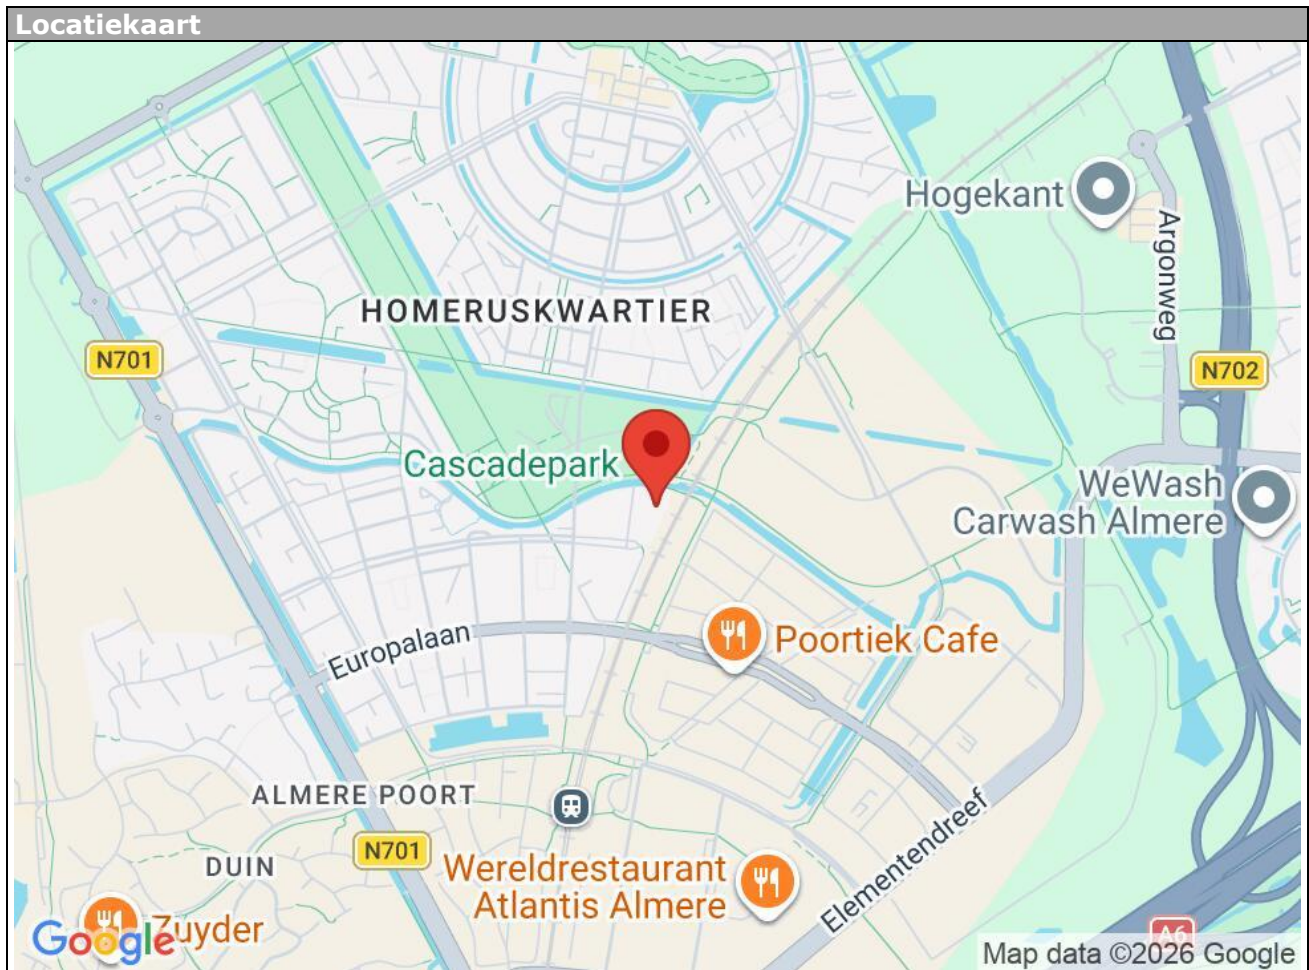 Locatiekaart
Hogekant
Argonweg
HOMERUSKWARTIER
N701
N702
Cascadepark
WeWash
Carwash Almere
Europalaan
Poortiek Cafe
ALMERE POORT
Elementendreef
N701
DUIN
Wereldrestaurant
Atlantis Almere
Zuyder
A6
Google
Map data ©2026 Google